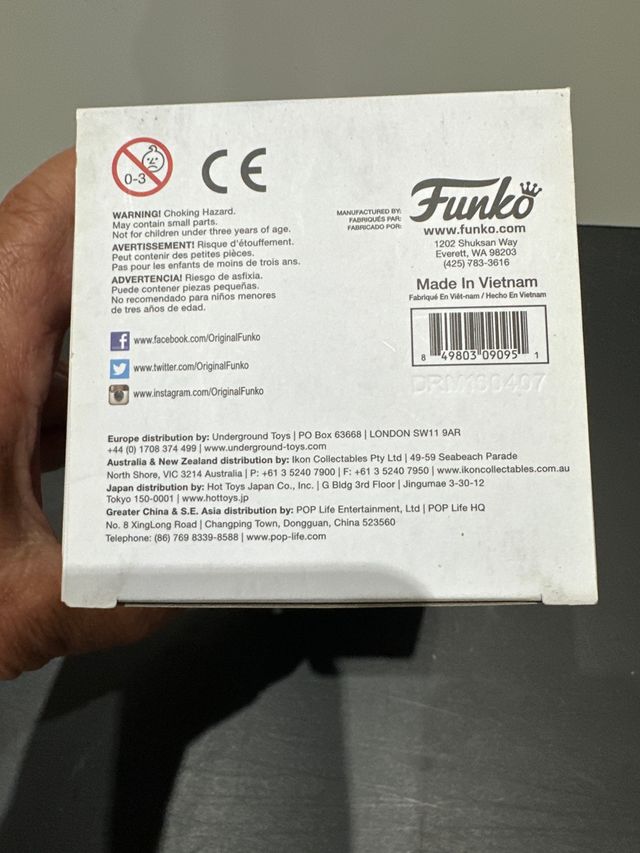 0-3
CE
WARNING! Choking Hazard.
May contain small parts.
Not for children under three years of age.
AVERTISSEMENT! Risque d'étouffement.
Peut contenir des petites pièces.
Pas pour les enfants de moins de trois ans.
ADVERTENCIA! Riesgo de asfixia.
Puede contener piezas pequeñas.
No recomendado para niños menores
de tres años de edad.
f www.facebook.com/OriginalFunko
www.twitter.com/OriginalFunko
www.instagram.com/OriginalFunko
MANUFACTURED BY:
FABRIQUÉS PAR:
FABRICADO POR:
Funko
www.funko.com
1202 Shuksan Way
Everett, WA 98203
(425) 783-3616
Made In Vietnam
Fabriqué En Viêt-nam / Hecho En Vietnam
8 49803 09095 1
DRM160407
Europe distribution by: Underground Toys | PO Box 63668 | LONDON SW11 9AR
+44 (0) 1708 374 499 | www.underground-toys.com
Australia & New Zealand distribution by: Ikon Collectables Pty Ltd | 49-59 Seabeach Parade
North Shore, VIC 3214 Australia | P: +61 3 5240 7900 | F: +61 3 5240 7950 | www.ikoncollectables.com.au
Japan distribution by: Hot Toys Japan Co., Inc. | G Bldg 3rd Floor | Jingumae 3-30-12
Tokyo 150-0001 | www.hottoys.jp
Greater China & S.E. Asia distribution by: POP Life Entertainment, Ltd | POP Life HQ
No. 8 XingLong Road | Changping Town, Dongguan, China 523560
Telephone: (86) 769 8339-8588 | www.pop-life.com